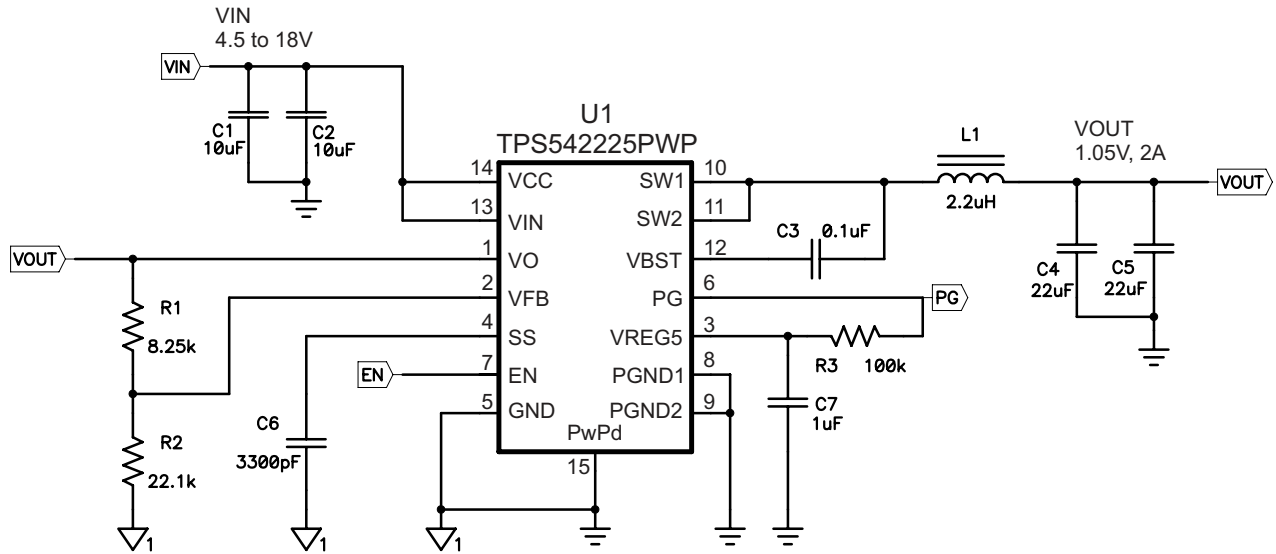 VIN
4.5 to 18V
VIN
C1
10uF
C2
10uF
U1
TPS542225PWP
14 VCC
13 VIN
1 VO
2 VFB
4 SS
7 EN
5 GND
PwPd
15
SW1 10
SW2 11
VBST 12
PG 6
VREG5 3
PGND1 8
PGND2 9
L1
2.2uH
VOUT
1.05V, 2A
VOUT
C3 0.1uF
C4
22uF
C5
22uF
PG
R3 100k
C7
1uF
VOUT
R1
8.25k
EN
C6
3300pF
R2
22.1k
1
1
1